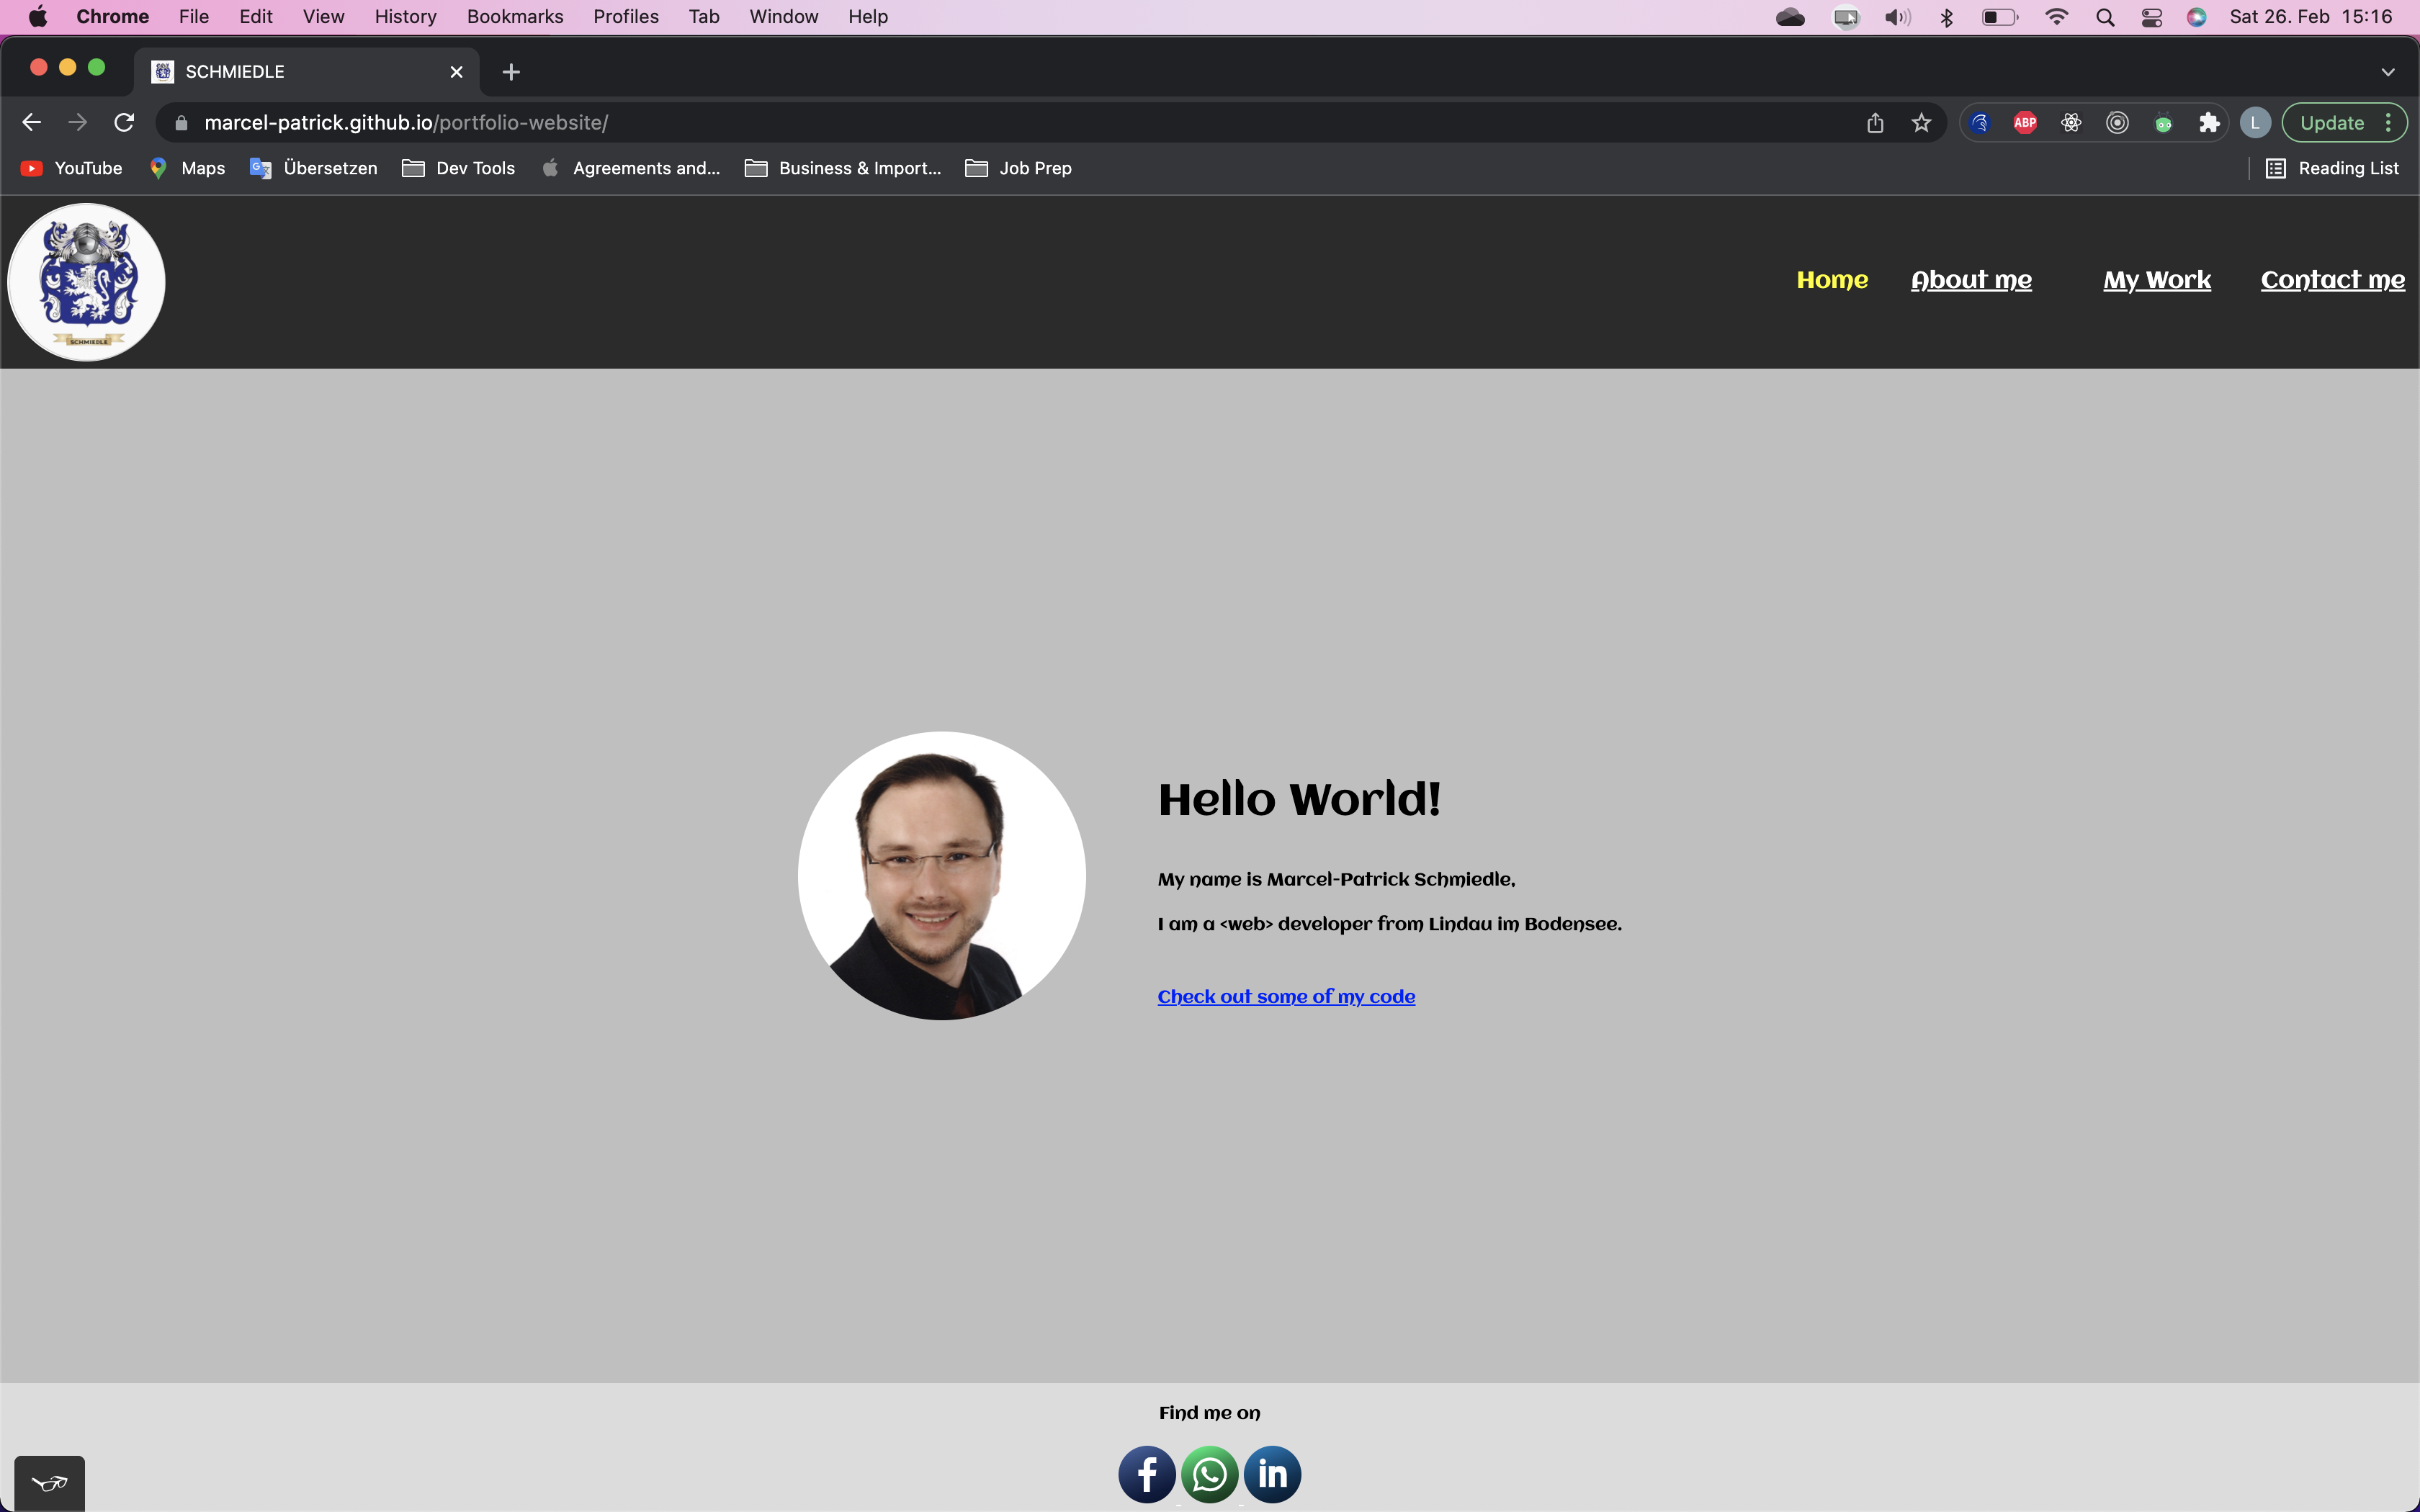 Chrome File Edit View History Bookmarks Profiles Tab Window Help Sat 26. Feb 15:16
SCHMIEDLE
marcel-patrick.github.io/portfolio-website/ ABP L Update
YouTube Maps Übersetzen Dev Tools Agreements and... Business & Import... Job Prep Reading List
SCHMIEDLE
Home About me My Work Contact me
Hello World!
My name is Marcel-Patrick Schmiedle,
I am a <web> developer from Lindau im Bodensee.
Check out some of my code
Find me on
f in